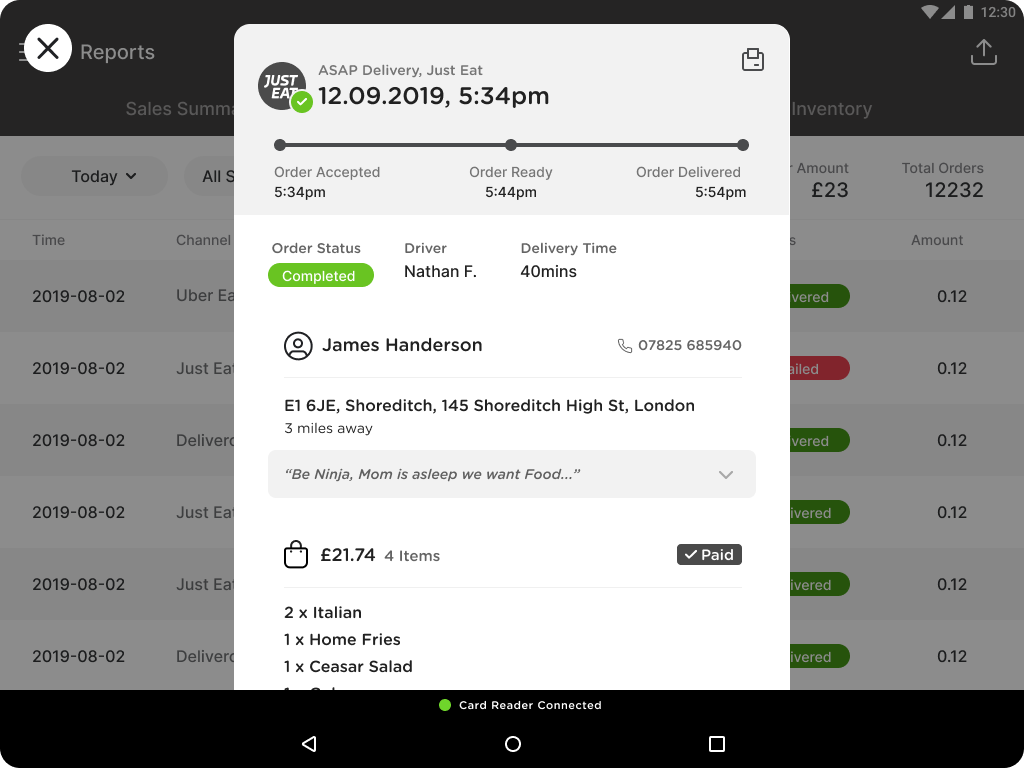 12:30
Reports
Sales Summa
Inventory
ASAP Delivery, Just Eat
JUST
EAT
12.09.2019, 5:34pm
Order Accepted
5:34pm
Order Ready
5:44pm
Order Delivered
5:54pm
Today
All S
r Amount
£23
Total Orders
12232
Time
Channel
s
Amount
Order Status
Completed
Driver
Nathan F.
Delivery Time
40mins
2019-08-02
Uber Ea
vered
0.12
James Handerson
07825 685940
2019-08-02
Just Eat
ailed
0.12
E1 6JE, Shoreditch, 145 Shoreditch High St, London
3 miles away
2019-08-02
Deliverc
vered
0.12
“Be Ninja, Mom is asleep we want Food...”
2019-08-02
Just Eat
ivered
0.12
£21.74 4 Items
Paid
2019-08-02
Just Eat
ivered
0.12
2 x Italian
1 x Home Fries
1 x Ceasar Salad
2019-08-02
Deliverc
ivered
0.12
Card Reader Connected